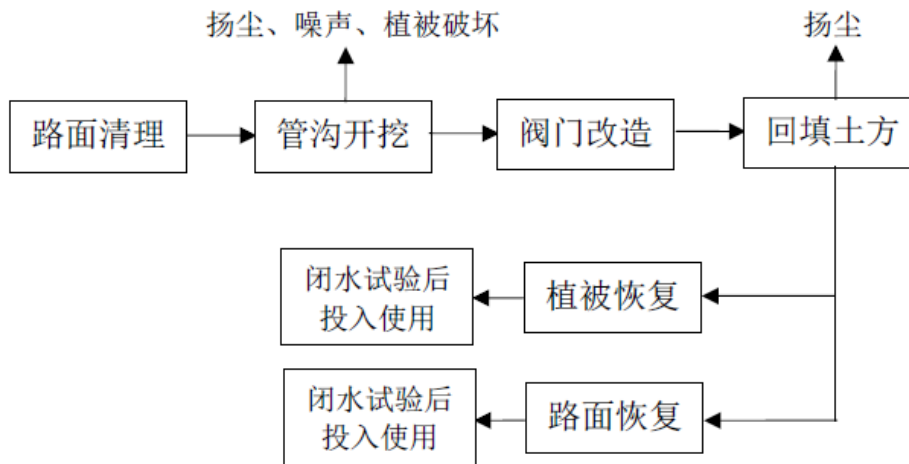 扬尘、噪声、植被破坏
扬尘
路面清理
管沟开挖
阀门改造
回填土方
闭水试验后
投入使用
植被恢复
闭水试验后
投入使用
路面恢复